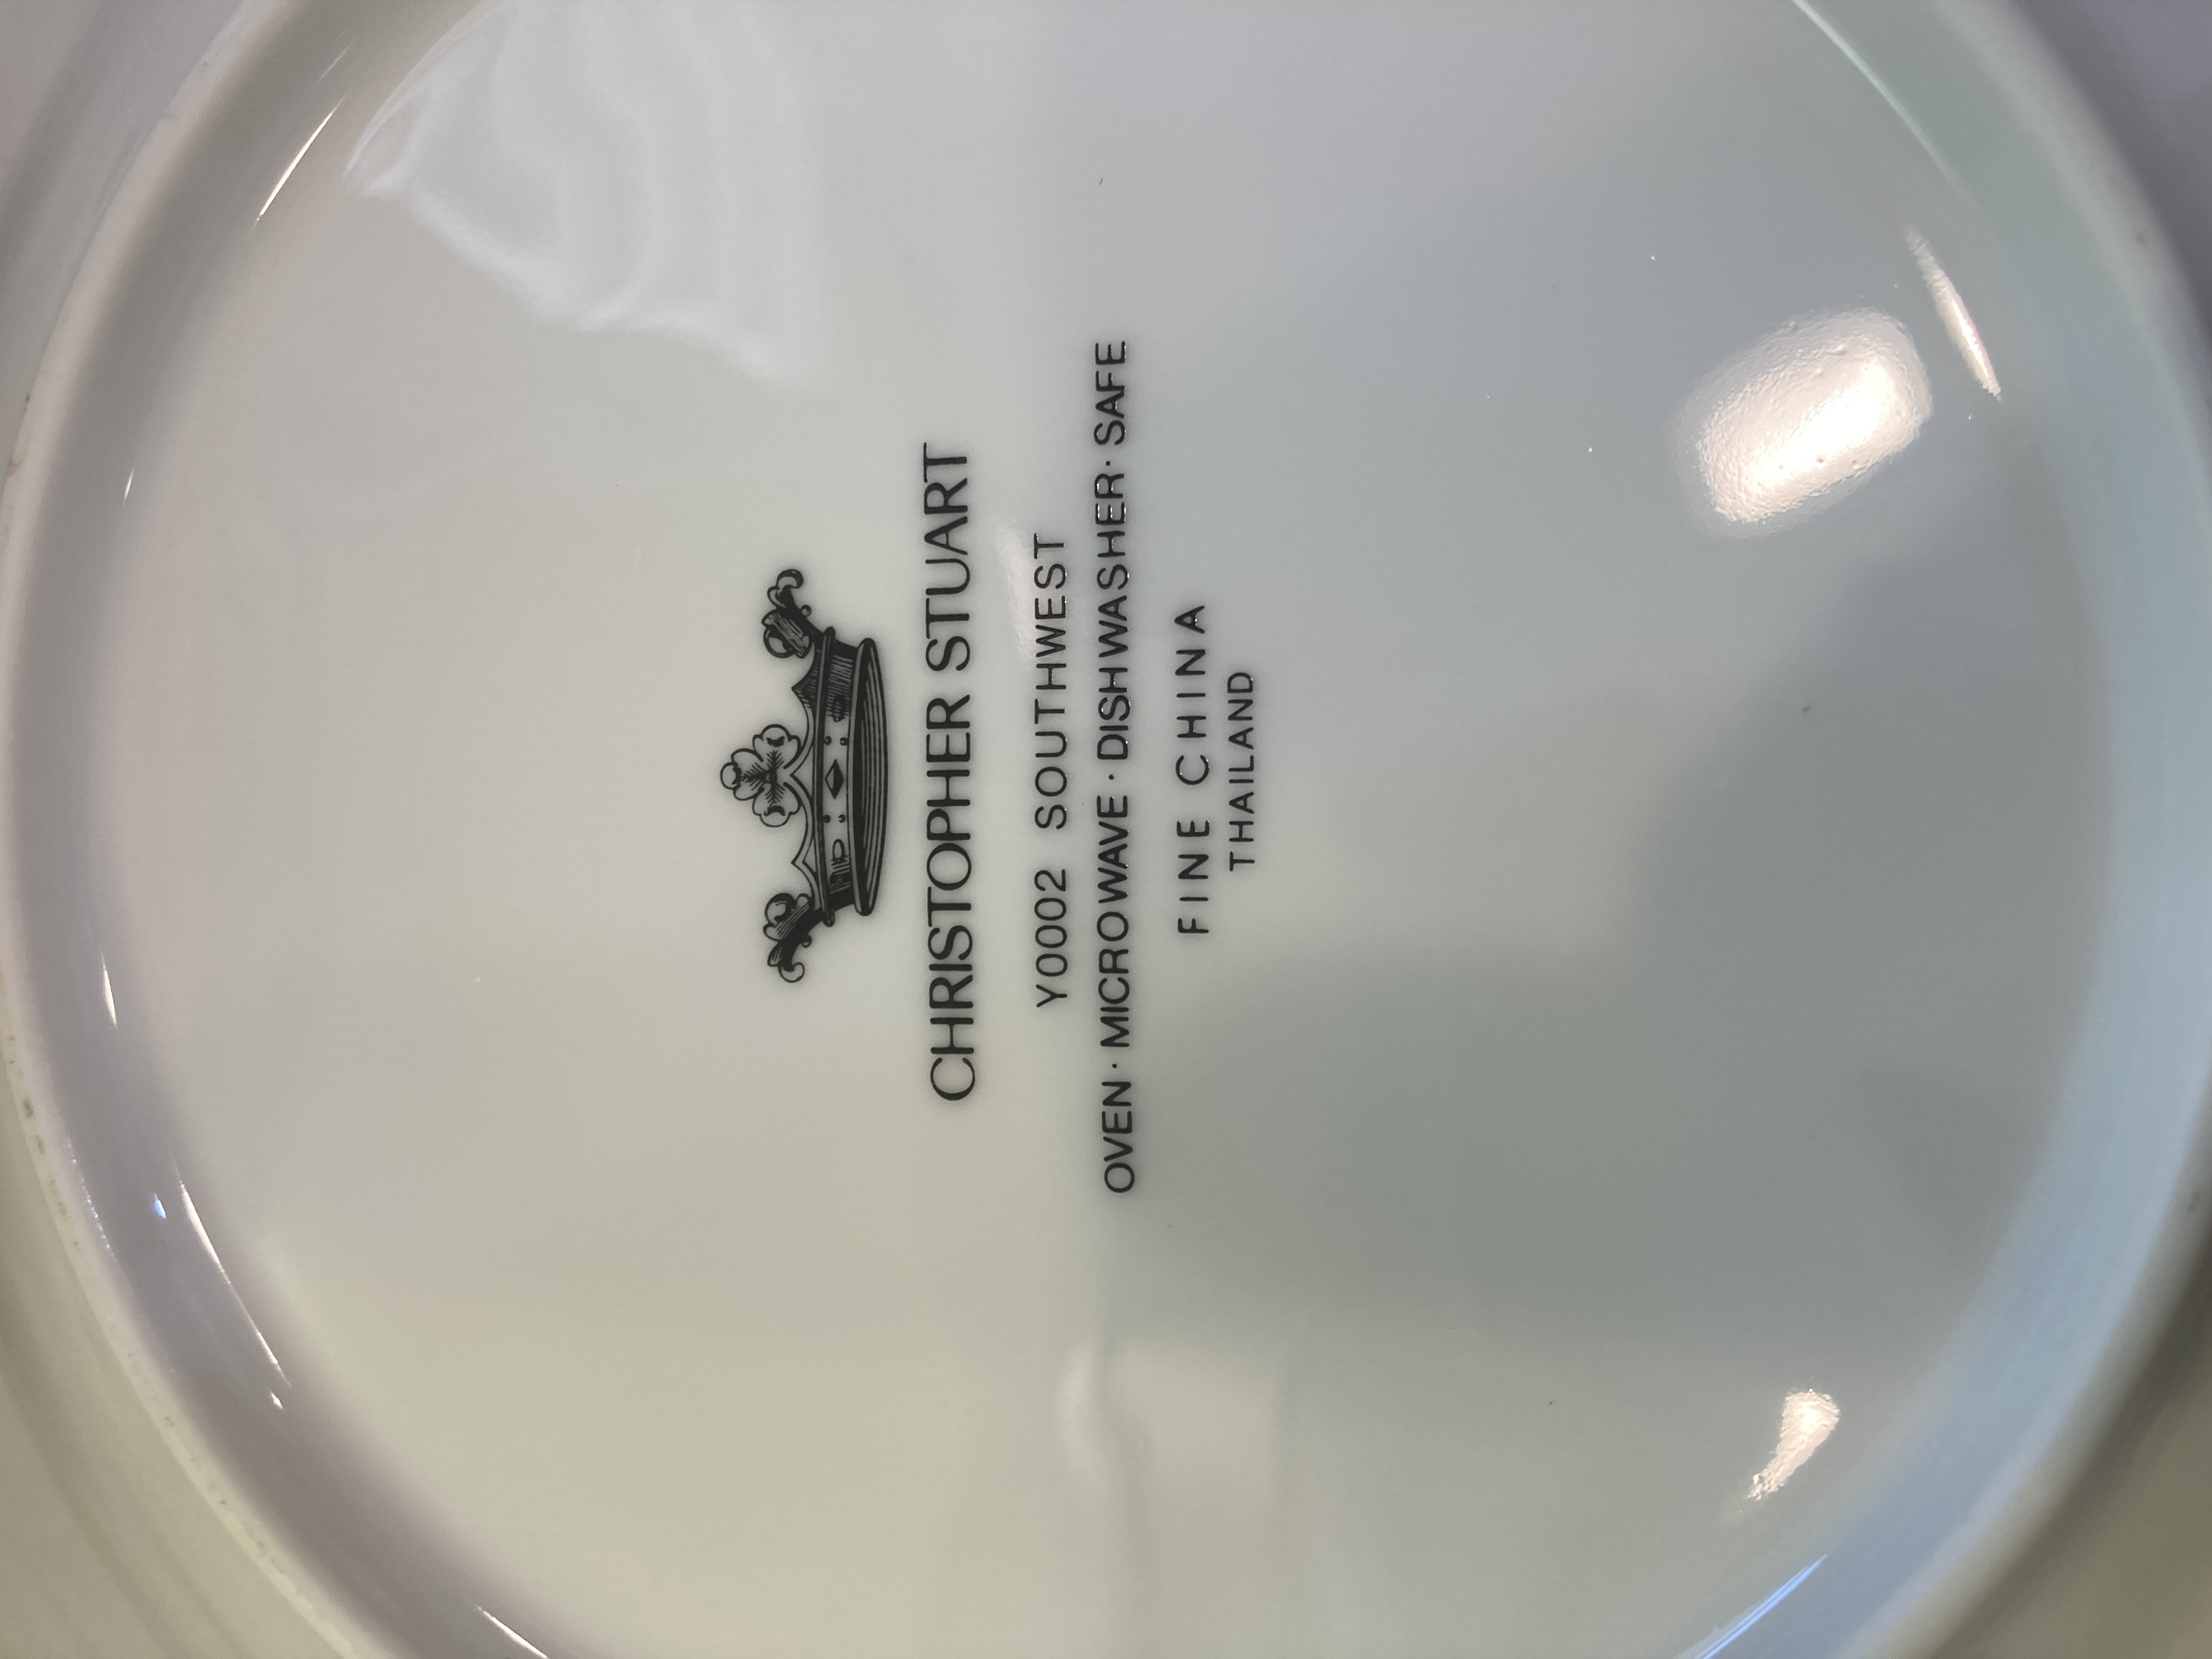 CHRISTOPHER STUART
Y0002 SOUTHWEST
OVEN · MICROWAVE · DISHWASHER · SAFE
FINE CHINA
THAILAND